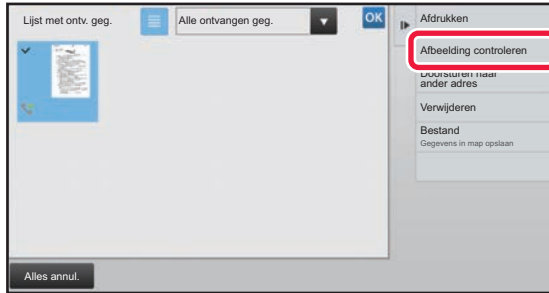 Lijst met ontv. geg.
Alle ontvangen geg.
OK
Afdrukken
Afbeelding controleren
Doorsturen naar
ander adres
Verwijderen
Bestand
Gegevens in map opslaan
Alles annul.